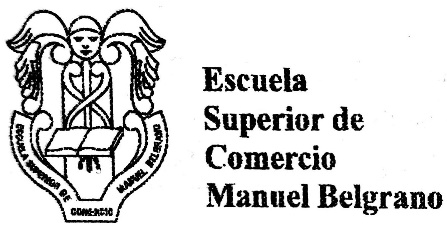 ESCUELA SUPERIOR DE COMERCIO MANUEL BELGRANO
Escuela
Superior de
Comercio
Manuel Belgrano